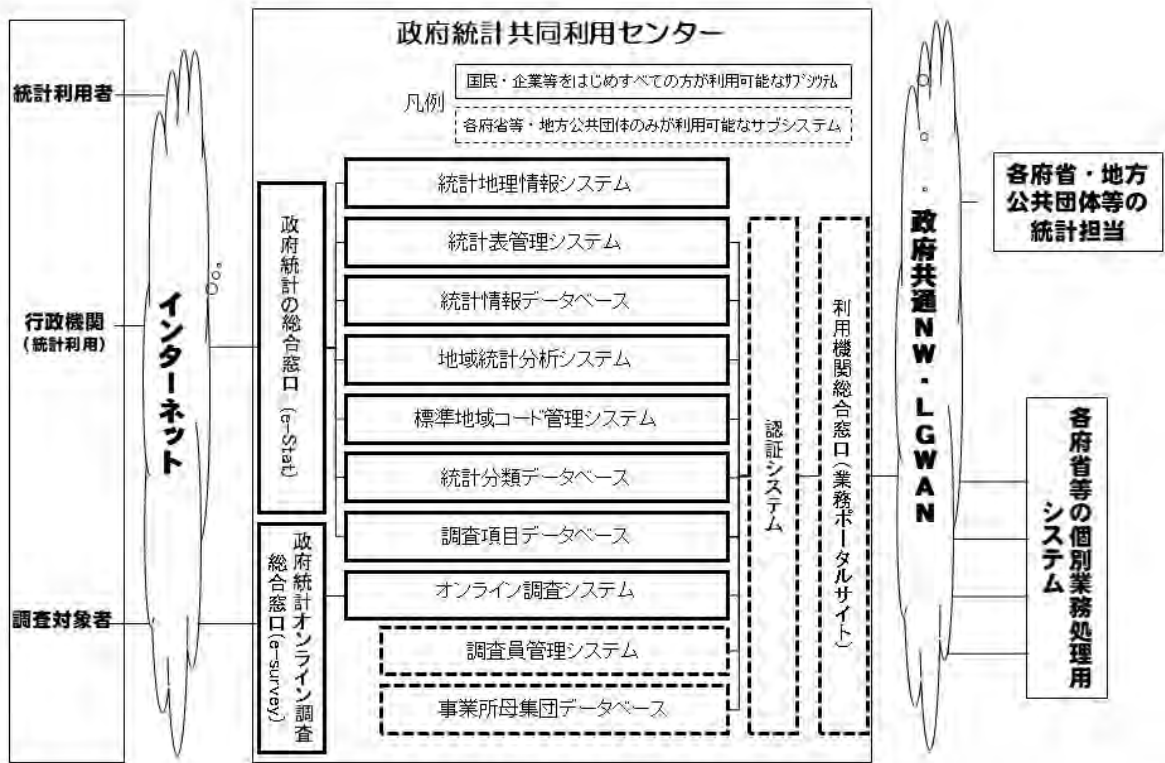 政府統計共同利用センター
凡例
国民・企業等をはじめすべての方が利用可能なｻﾌﾞｼｽﾃﾑ
各府省等・地方公共団体のみが利用可能なサブシステム
統計利用者
行政機関
（統計利用）
調査対象者
インターネット
政府統計の総合窓口（e-Stat）
政府統計オンライン調査
総合窓口（e-survey）
統計地理情報システム
統計表管理システム
統計情報データベース
地域統計分析システム
標準地域コード管理システム
統計分類データベース
調査項目データベース
オンライン調査システム
調査員管理システム
事業所母集団データベース
認証システム
利用機関総合窓口（業務ポータルサイト）
政府共通NW・LGWAN
各府省・地方
公共団体等の
統計担当
各府省等の個別業務処理用
システム